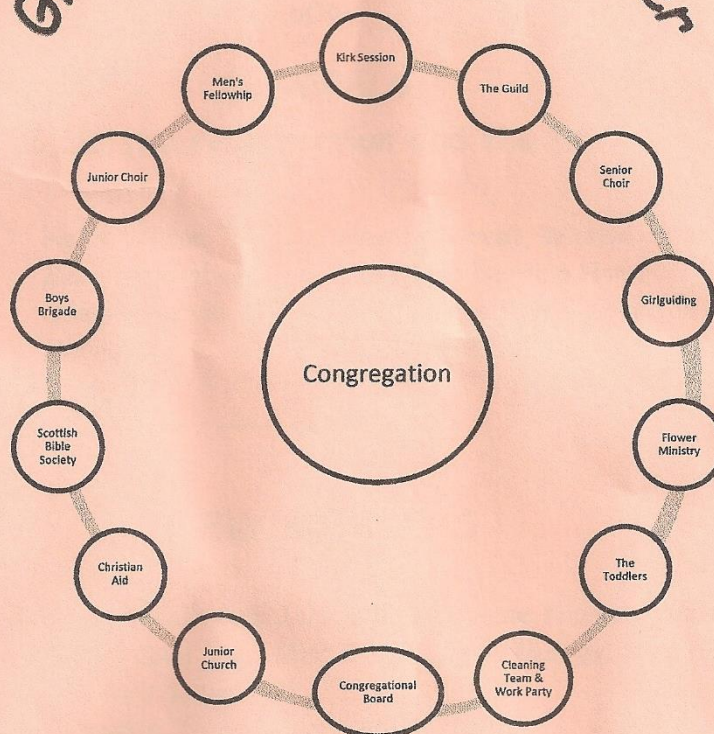 Kirk Session
The Guild
Senior
Choir
Girlguiding
Flower
Ministry
The
Toddlers
Cleaning
Team &
Work Party
Congregational
Board
Junior
Church
Christian
Aid
Scottish
Bible
Society
Boys
Brigade
Junior Choir
Men's
Fellowhip
Congregation